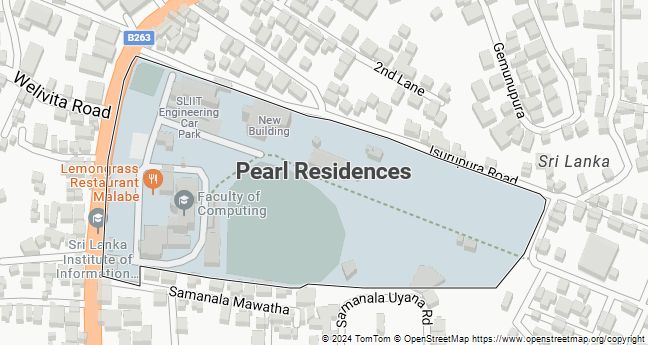 B263
2nd Lane
Gemunupura
Welivita Road
SLIIT
Engineering
Car
Park
New
Building
Isurupura Road
Sri Lanka
Lemongrass
Restaurant
Malabe
Pearl Residences
Faculty of
Computing
Sri Lanka
Institute of
Information...
Samanala Mawatha
Samanala Uyana Rd
© 2024 TomTom © OpenStreetMap https://www.openstreetmap.org/copyright